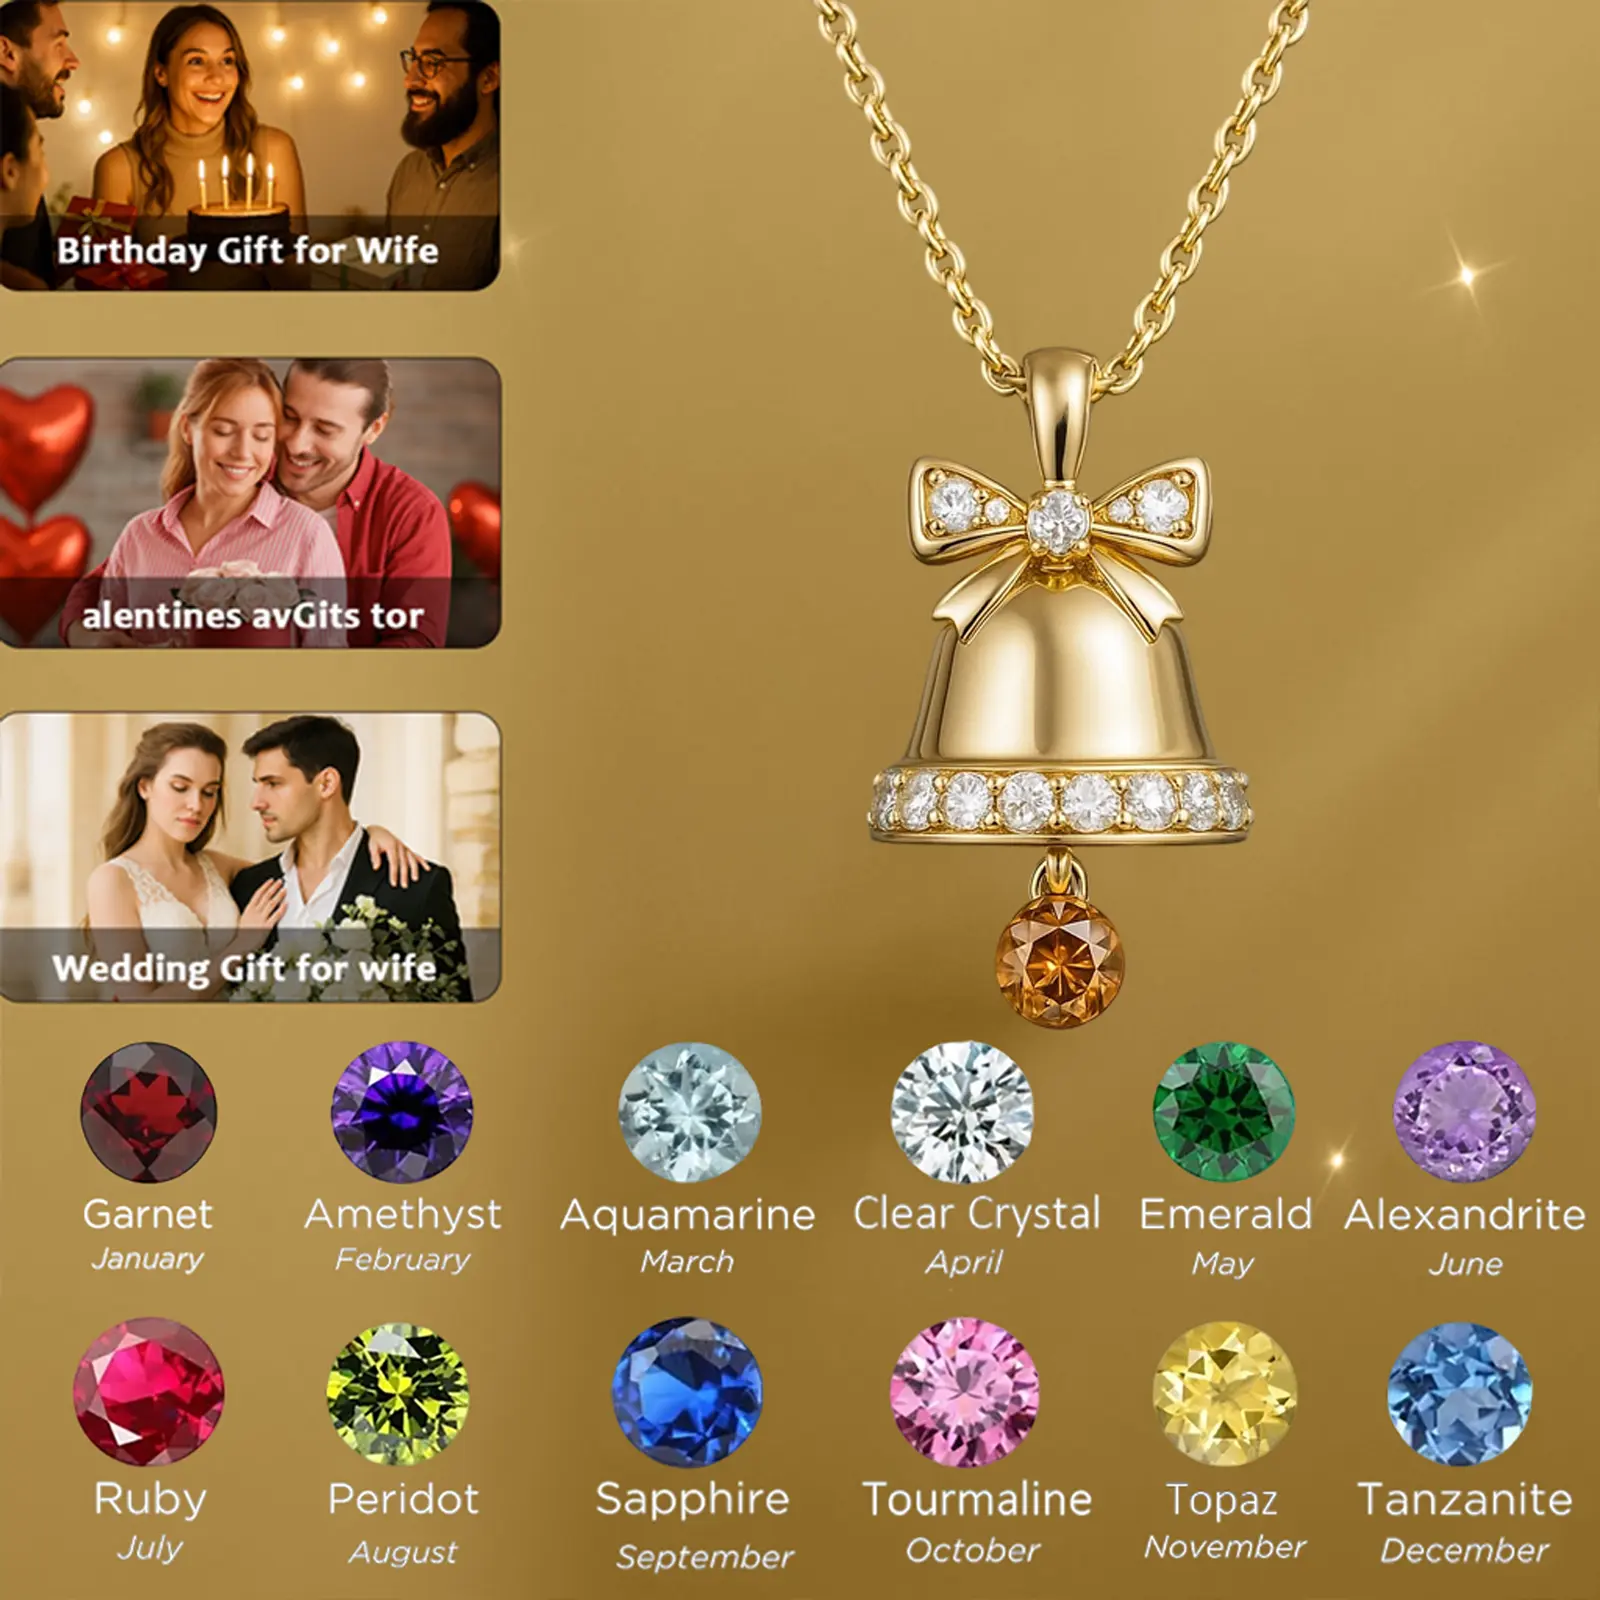 Birthday Gift for Wife
alentines avGits tor
Wedding Gift for wife
Garnet
January
Amethyst
February
Aquamarine
March
Clear Crystal
April
Emerald
May
Alexandrite
June
Ruby
July
Peridot
August
Sapphire
September
Tourmaline
October
Topaz
November
Tanzanite
December